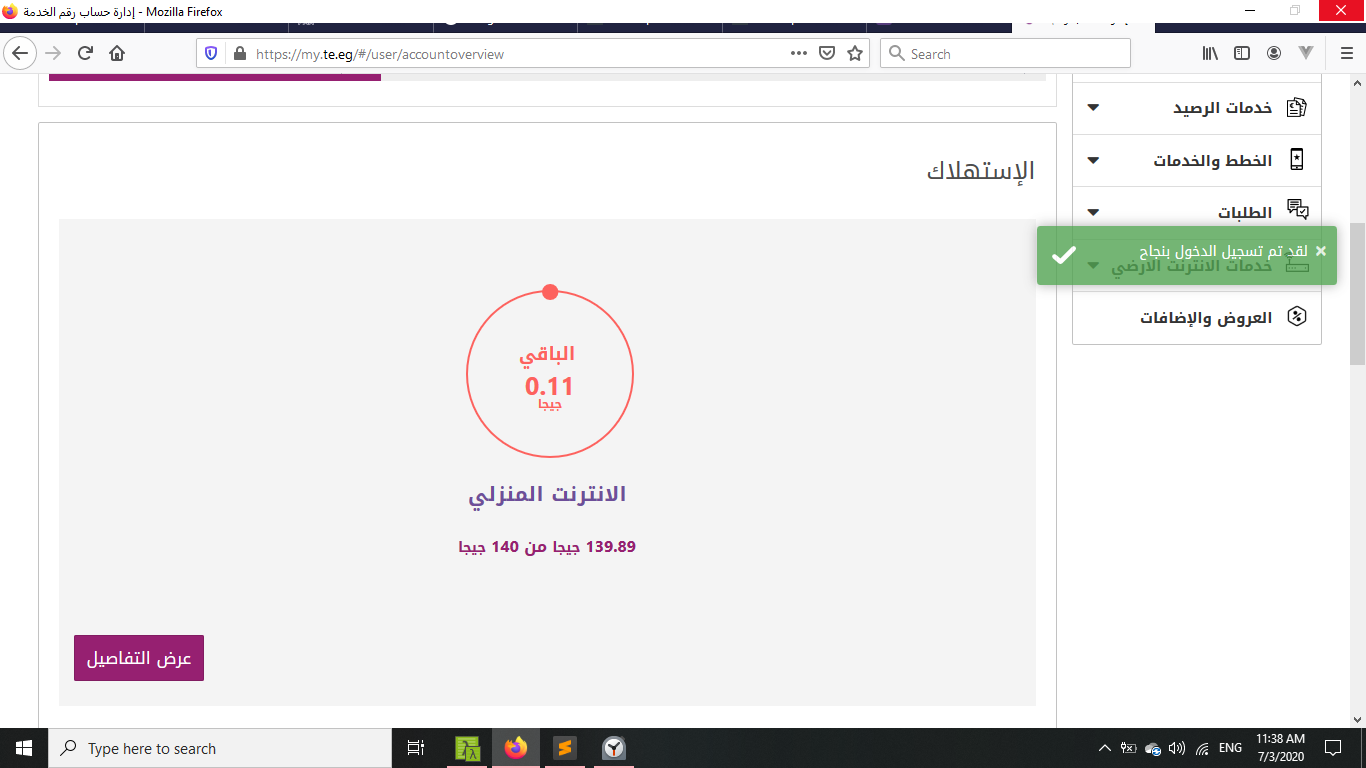 إدارة حساب رقم الخدمة - Mozilla Firefox
https://my.te.eg/#/user/accountoverview
Search
خدمات الرصيد
الخطط والخدمات
الطلبات
لقد تم تسجيل الدخول بنجاح
خدمات الانترنت الارضي
العروض والإضافات
الإستهلاك
الباقي
0.11
جيجا
الانترنت المنزلي
139.89 جيجا من 140 جيجا
عرض التفاصيل
Type here to search
ENG
11:38 AM
7/3/2020